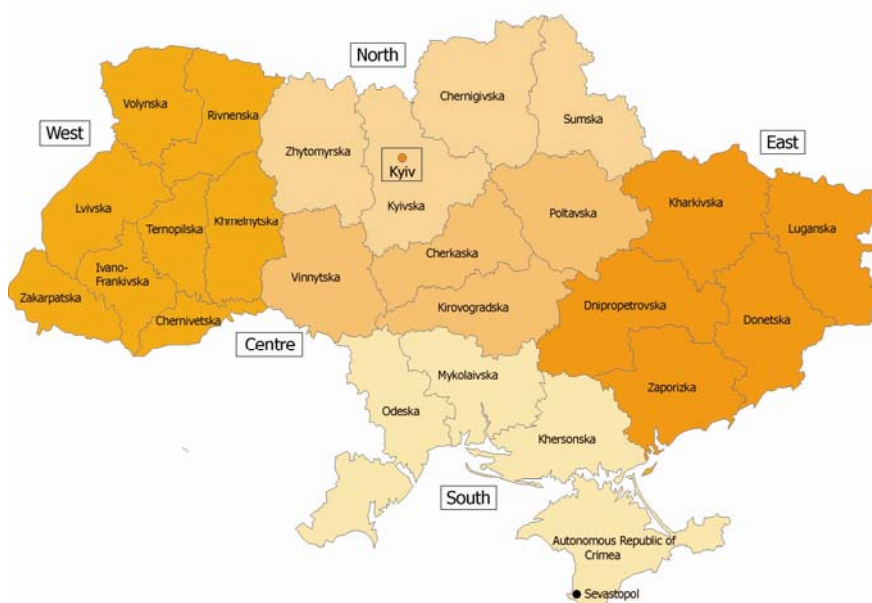 North
Volynska
Rivnenska
Chernigivska
Sumska
West
East
Zhytomyrska
Kyiv
Kyivska
Kharkivska
Lvivska
Ternopilska
Khmelnytska
Poltavska
Luganska
Cherkaska
Ivano-
Frankivska
Vinnytska
Zakarpatska
Kirovogradska
Dnipropetrovska
Donetska
Chernivetska
Centre
Mykolaivska
Zaporizka
Odeska
Khersonska
South
Autonomous Republic of
Crimea
Sevastopol